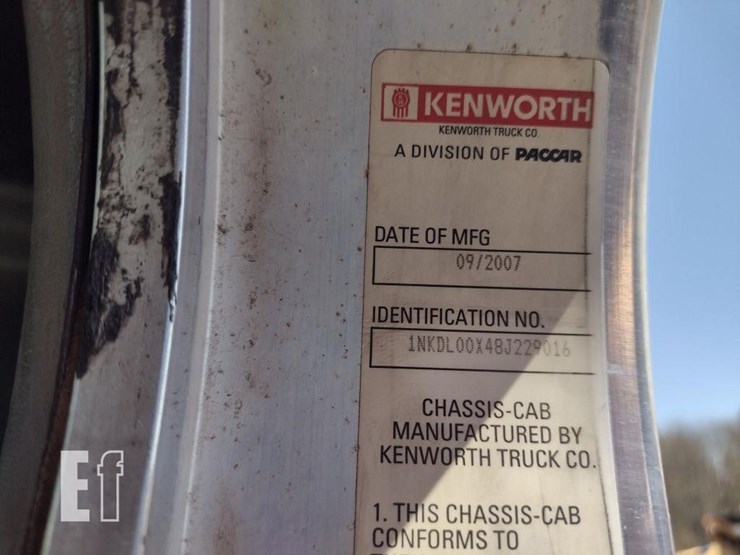 KENWORTH
KENWORTH TRUCK CO.
A DIVISION OF PACCAR
DATE OF MFG
09/2007
IDENTIFICATION NO.
1NKDL00X48J229016
CHASSIS-CAB
MANUFACTURED BY
KENWORTH TRUCK CO.
1. THIS CHASSIS-CAB
CONFORMS TO
Ef